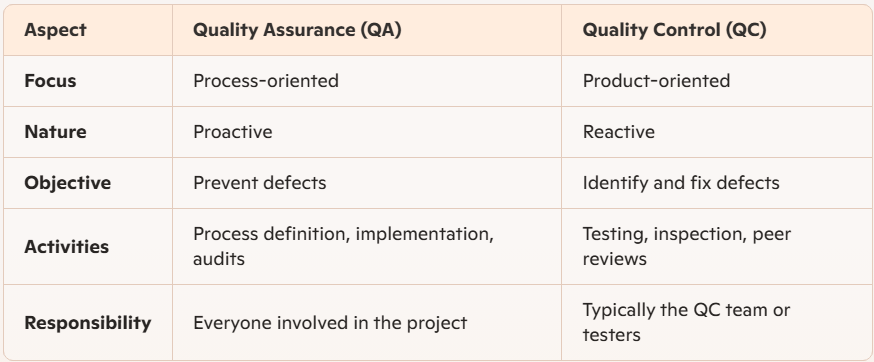 Aspect Quality Assurance (QA) Quality Control (QC)
Focus Process-oriented Product-oriented
Nature Proactive Reactive
Objective Prevent defects Identify and fix defects
Activities Process definition, implementation, audits Testing, inspection, peer reviews
Responsibility Everyone involved in the project Typically the QC team or testers